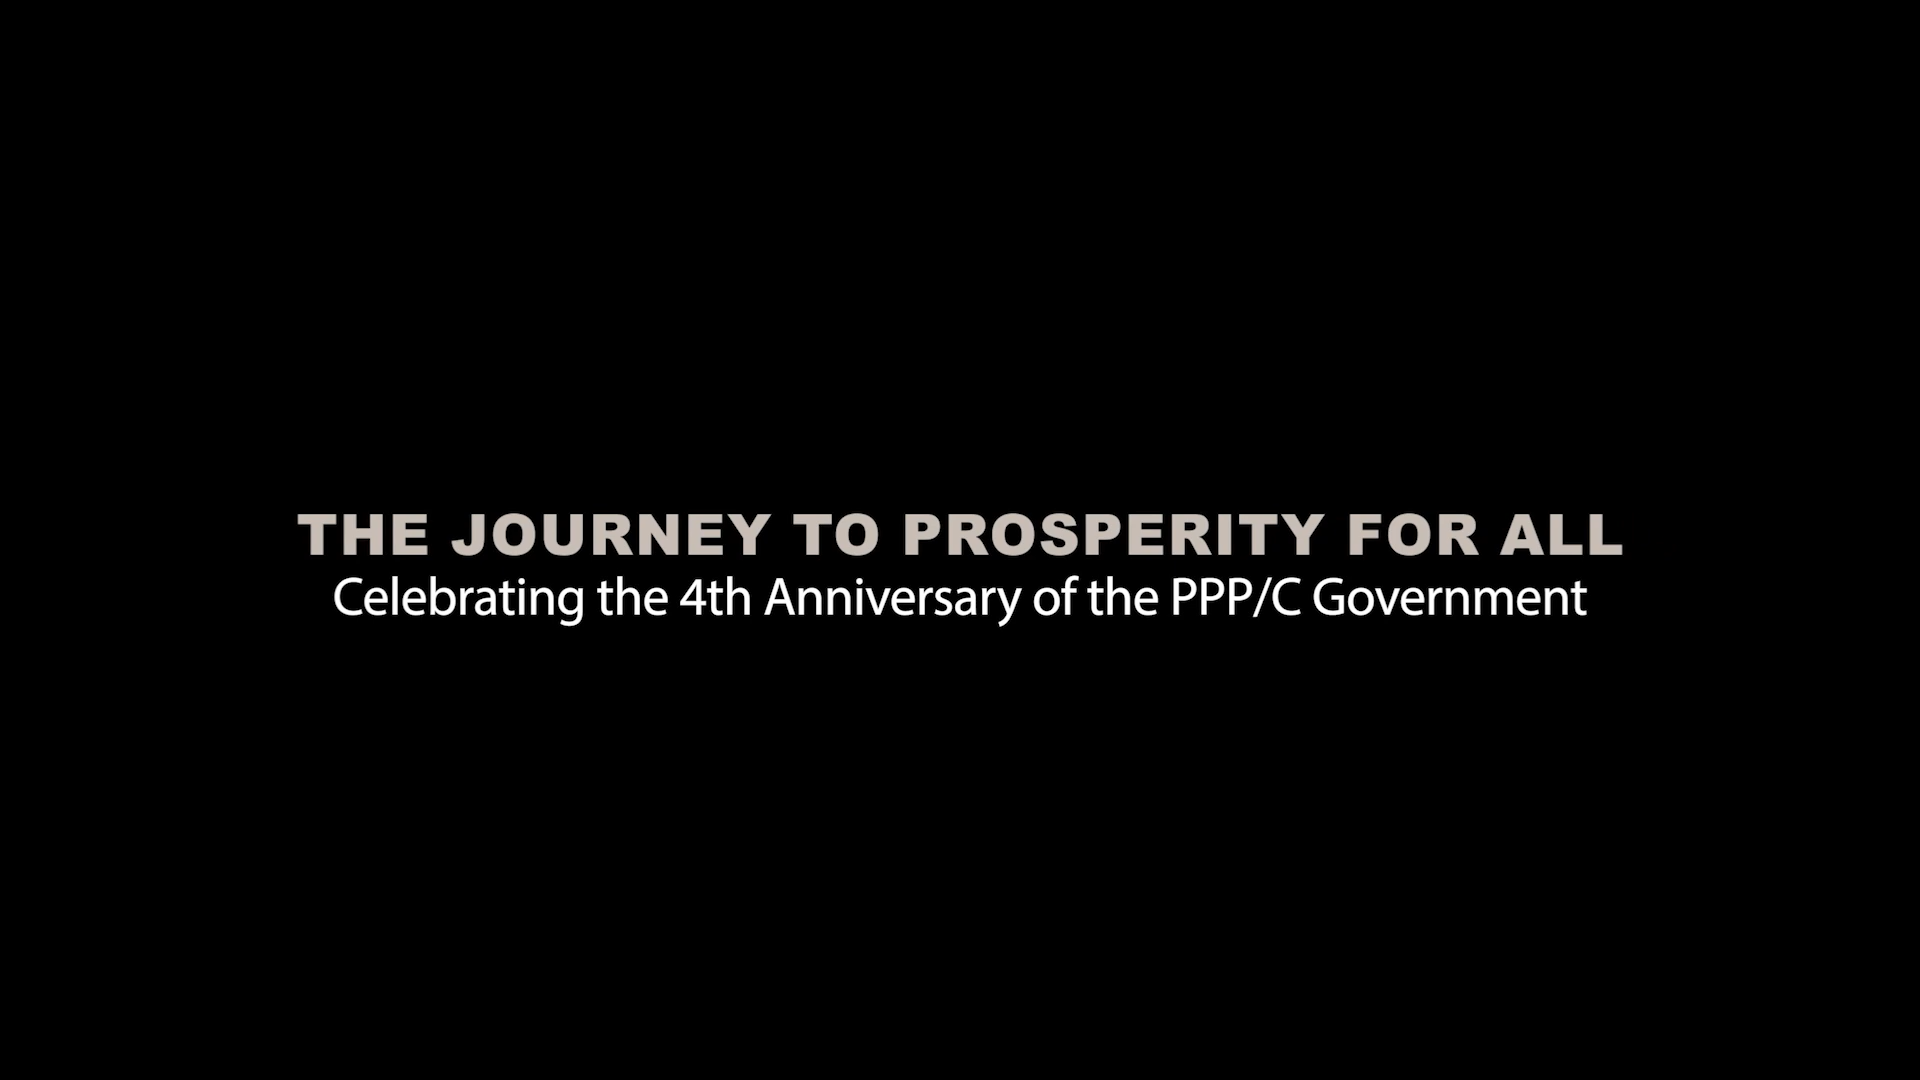 THE JOURNEY TO PROSPERITY FOR ALL
Celebrating the 4th Anniversary of the PPP/C Government